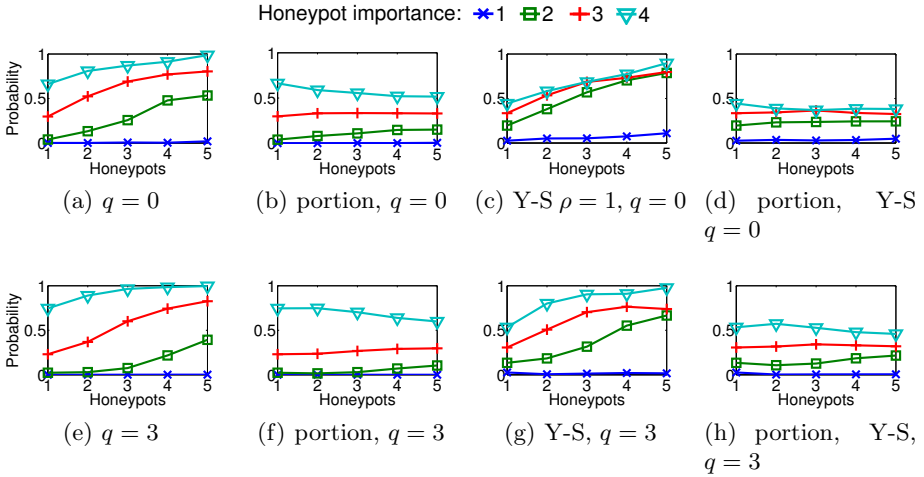 Honeypot importance: 1 2 3 4
Probability
1
0.5
0
1 2 3 4 5
Honeypots
1
0.5
0
1 2 3 4 5
Honeypots
1
0.5
0
1 2 3 4 5
Honeypots
1
0.5
0
1 2 3 4 5
Honeypots
(a) q = 0
(b) portion, q = 0
(c) Y-S ρ = 1, q = 0
(d) portion, Y-S
q = 0
Probability
1
0.5
0
1 2 3 4 5
Honeypots
1
0.5
0
1 2 3 4 5
Honeypots
1
0.5
0
1 2 3 4 5
Honeypots
1
0.5
0
1 2 3 4 5
Honeypots
(e) q = 3
(f) portion, q = 3
(g) Y-S, q = 3
(h) portion, Y-S,
q = 3